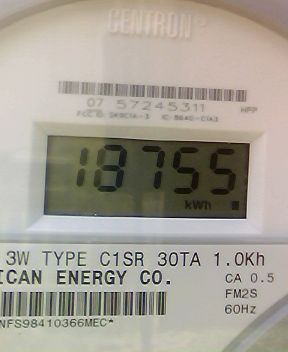 CENTRON
07 57245311
HPP
18755
kWh
3W TYPE C1SR 30TA 1.0Kh
ICAN ENERGY CO.
CA 0.5
FM2S
60Hz
NFS98410366MEC*